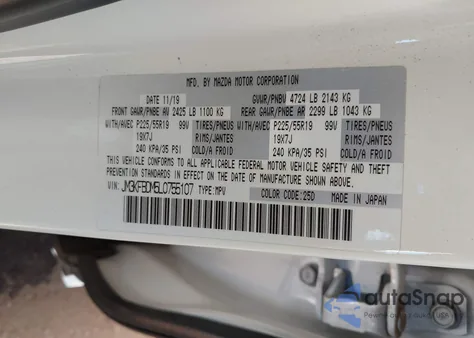 MFD. BY MAZDA MOTOR CORPORATION
DATE 11/19 GVWR/PNBV 4724 LB 2143 KG
FRONT GAWR/PNBE AV 2425 LB 1100 KG REAR GAWR/PNBE AR 2299 LB 1043 KG
WITH/AVEC P225/55R19 99V TIRES/PNEUS WITH/AVEC P225/55R19 99V TIRES/PNEUS
19X7J RIMS/JANTES 19X7J RIMS/JANTES
240 KPA/35 PSI COLD/A FROID 240 KPA/35 PSI COLD/A FROID
THIS VEHICLE CONFORMS TO ALL APPLICABLE FEDERAL MOTOR VEHICLE SAFETY AND THEFT
PREVENTION STANDARDS IN EFFECT ON THE DATE OF MANUFACTURE SHOWN ABOVE.
VIN: JM3KFBDM5L0755107 TYPE: MPV
COLOR CODE: 25D MADE IN JAPAN
autaSnap